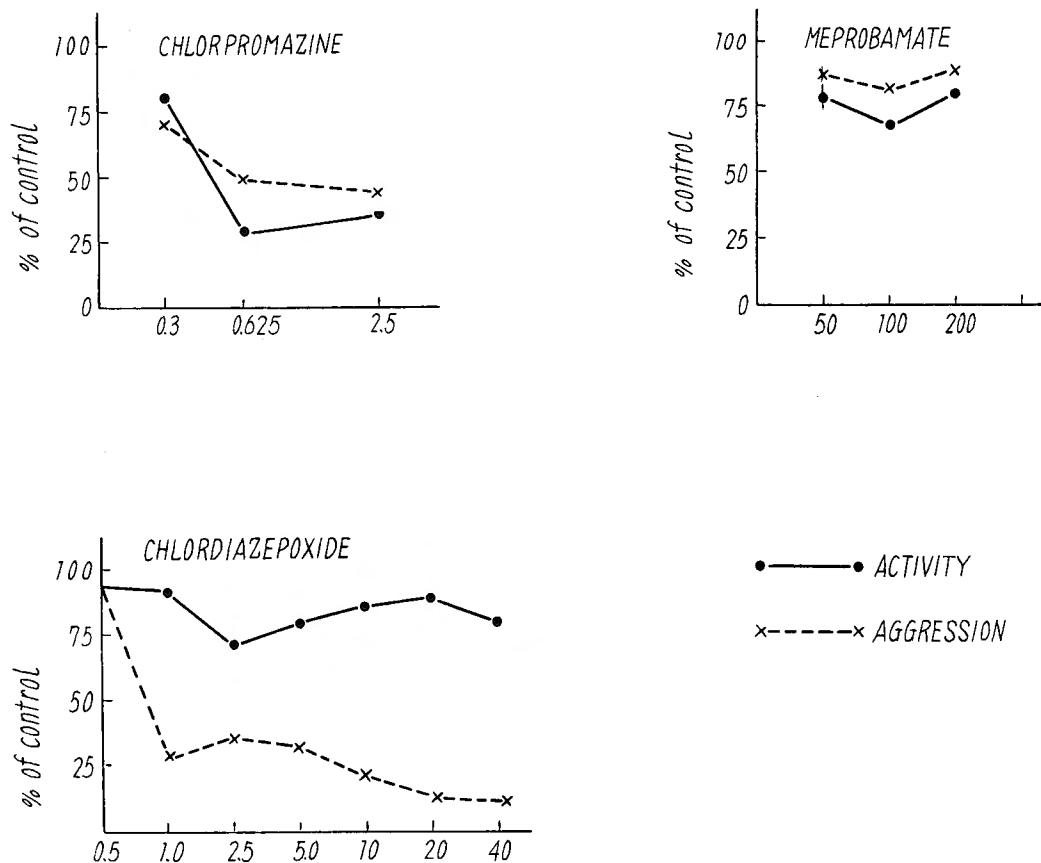 CHLORPROMAZINE
% of control
100
75
50
25
0
0.3 0.625 2.5
MEPROBAMATE
% of control
100
75
50
25
0
50 100 200
CHLORDIAZEPOXIDE
% of control
100
75
50
25
0.5 1.0 2.5 5.0 10 20 40
ACTIVITY
AGGRESSION